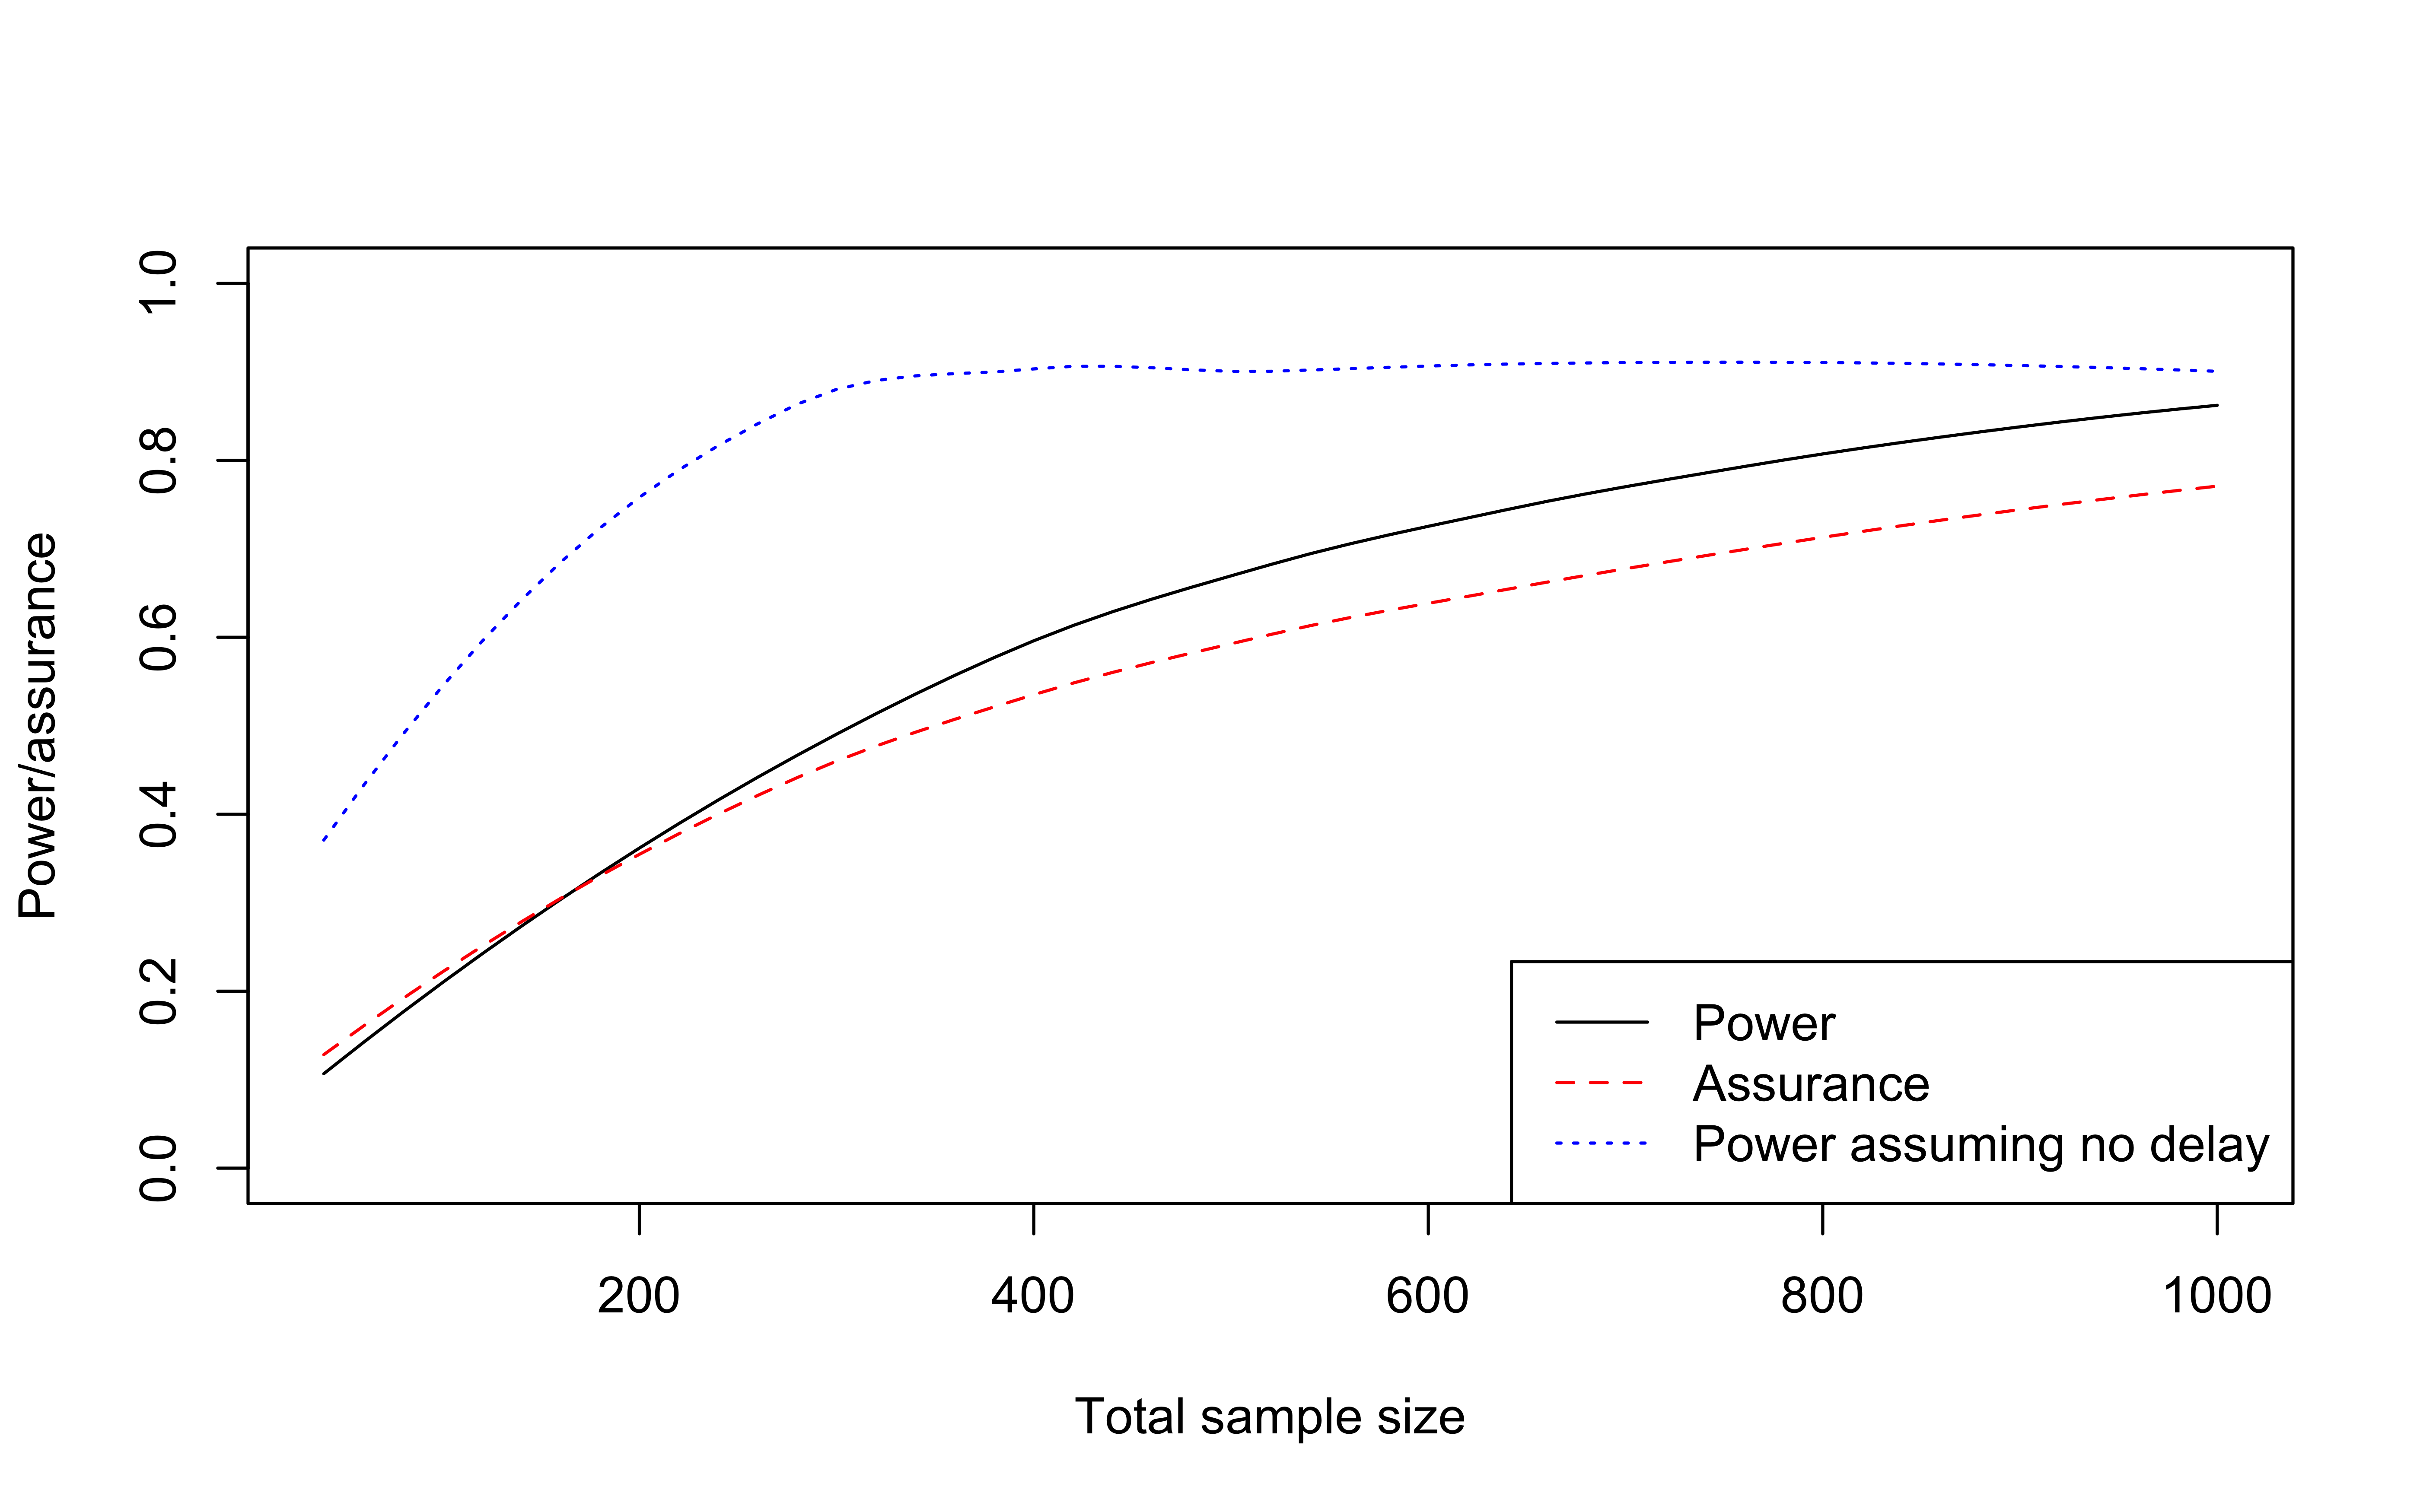 Power/assurance
1.0
0.8
0.6
0.4
0.2
0.0
Power
Assurance
Power assuming no delay
200 400 600 800 1000
Total sample size